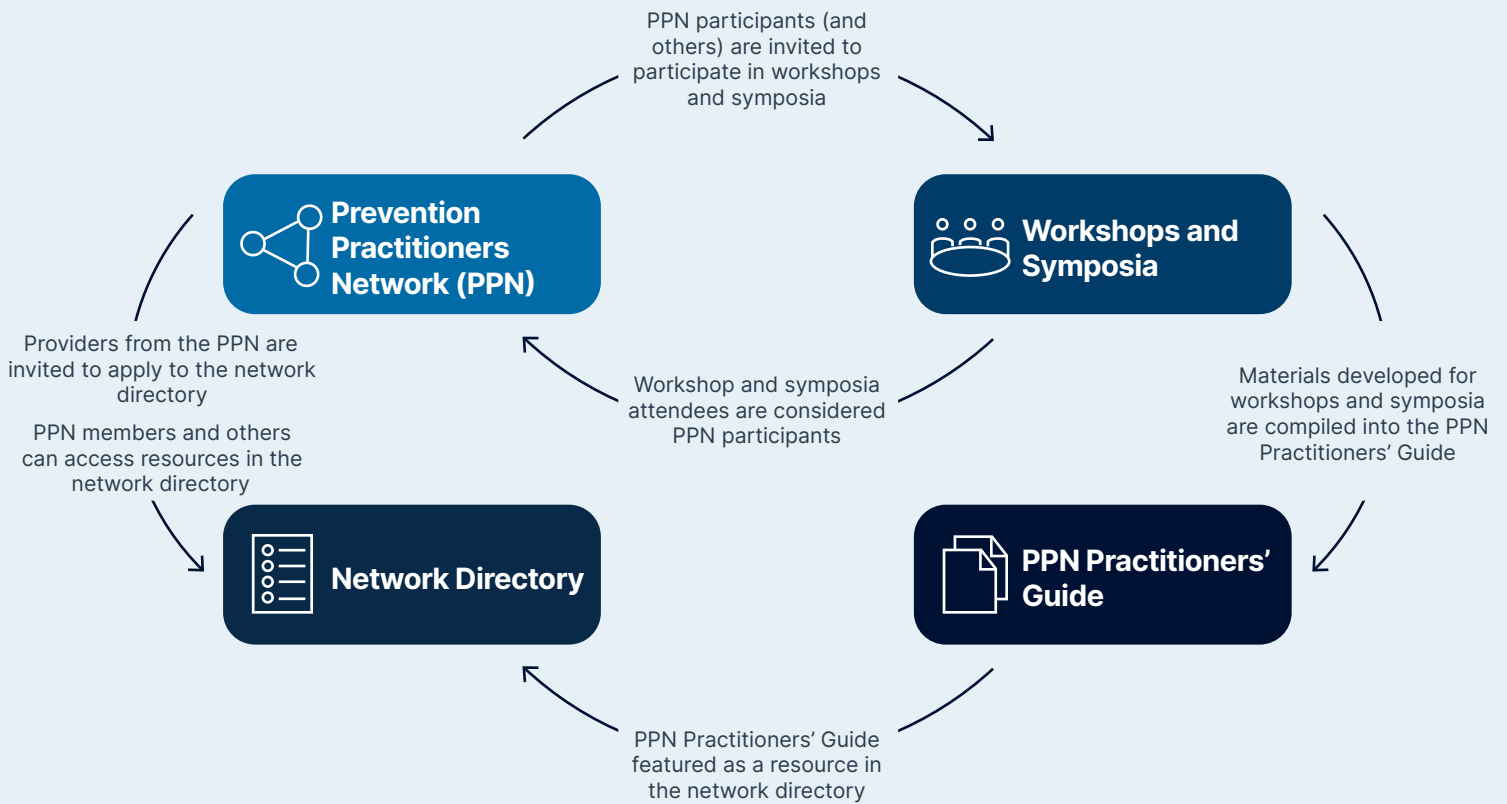 PPN participants (and
others) are invited to
participate in workshops
and symposia
Prevention
Practitioners
Network (PPN)
Workshops and
Symposia
Providers from the PPN are
invited to apply to the network
directory
PPN members and others
can access resources in the
network directory
Workshop and symposia
attendees are considered
PPN participants
Materials developed for
workshops and symposia
are compiled into the PPN
Practitioners’ Guide
Network Directory
PPN Practitioners’
Guide
PPN Practitioners’ Guide
featured as a resource in
the network directory